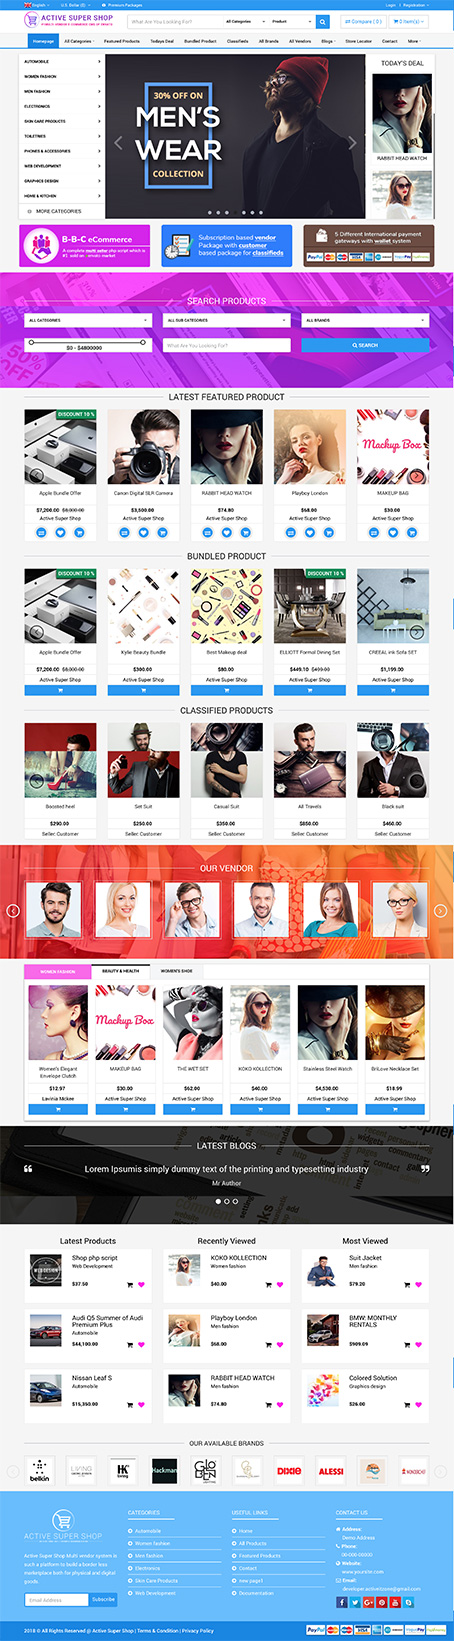 English U.S. Dollar ($) Premium Packages Login Registration
ACTIVE SUPER SHOP What Are You Looking For? All Categories Product Compare ( 0 ) 0 Item(s)
Homepage All Categories Featured Products Todays Deal Bundled Product Classifieds All Brands All Vendors Blogs Store Locator Contact More
AUTOMOBILE
WOMEN FASHION
MEN FASHION
ELECTRONICS
SKIN CARE PRODUCTS
TOILETRIES
PHONES & ACCESSORIES
WEB DEVELOPMENT
GRAPHICS DESIGN
HOME & KITCHEN
MORE CATEGORIES
30% OFF ON
MEN'S
WEAR
COLLECTION
TODAY'S DEAL
RABBIT HEAD WATCH
B-B-C eCommerce
A complete multi seller php script which is
Subscription based vendor
Package with customer
based package for classifieds
5 Different International payment
gateways with wallet system
SEARCH PRODUCTS
ALL CATEGORIES ALL SUB CATEGORIES ALL BRANDS
$0 - $4800000 What Are You Looking For? SEARCH
LATEST FEATURED PRODUCT
DISCOUNT 10 %
Mackup Box
Apple Bundle Offer Canon Digital SLR Camera RABBIT HEAD WATCH Playboy London MAKEUP BAG
$7,200.00 $8,000.00 $3,500.00 $74.80 $68.00 $30.00
Active Super Shop Active Super Shop Active Super Shop Active Super Shop Active Super Shop
BUNDLED PRODUCT
DISCOUNT 10 % DISCOUNT 10 %
Apple Bundle Offer Kylie Beauty Bundle Best Makeup deal ELLIOTT Formal Dining Set CREEAL ink Sofa SET
$7,200.00 $8,000.00 $300.00 $80.00 $449.10 $499.00 $1,199.00
Active Super Shop Active Super Shop Active Super Shop Active Super Shop Active Super Shop
CLASSIFIED PRODUCTS
Boosted heel Set Suit Casual Suit All Travels Black suit
$290.00 $250.00 $350.00 $850.00 $460.00
Seller: Customer Seller: Customer Seller: Customer Seller: Customer Seller: Customer
OUR VENDOR
WOMEN FASHION BEAUTY & HEALTH WOMEN'S SHOE
Mackup Box
Women's Elegant
Envelope Clutch MAKEUP BAG THE WET SET KOKO KOLLECTION Stainless Steel Watch BriLove Necklace Set
$12.97 $30.00 $62.00 $40.00 $4,530.00 $18.99
Lavinia Mckee Active Super Shop Active Super Shop Active Super Shop Active Super Shop Active Super Shop
LATEST BLOGS
Lorem Ipsumis simply dummy text of the printing and typesetting industry
Mr Author
Latest Products
Shop php script
Web Development
$37.50
Audi Q5 Summer of Audi
Premium Plus
Automobile
$44,100.00
Nissan Leaf S
Automobile
$15,350.00
Recently Viewed
KOKO KOLLECTION
Women fashion
$40.00
Playboy London
Men fashion
$68.00
RABBIT HEAD WATCH
Men fashion
$74.80
Most Viewed
Suit Jacket
Men fashion
$79.20
BMW: MONTHLY
RENTALS
$909.09
Colored Solution
Graphics design
$26.00
OUR AVAILABLE BRANDS
belkin LIVING HK living Hackman GLOBEN DIXIE ALESSI
ACTIVE SUPER SHOP
Active Super Shop Multi vendor system is
such a platform to build a border less
marketplace both for physical and digital
goods.
Email Address Subscribe
CATEGORIES
Automobile
Women fashion
Men fashion
Electronics
Skin Care Products
Web Development
USEFUL LINKS
Home
All Products
Featured Products
Contact
new page1
Documentation
CONTACT US
Address:
Demo Address
Phone:
00-000-00000
Website:
www.yoursite.com
Email:
developer.activeitzone@gmail.com
2018 © All Rights Reserved @ Active Super Shop | Terms & Condition | Privacy Policy